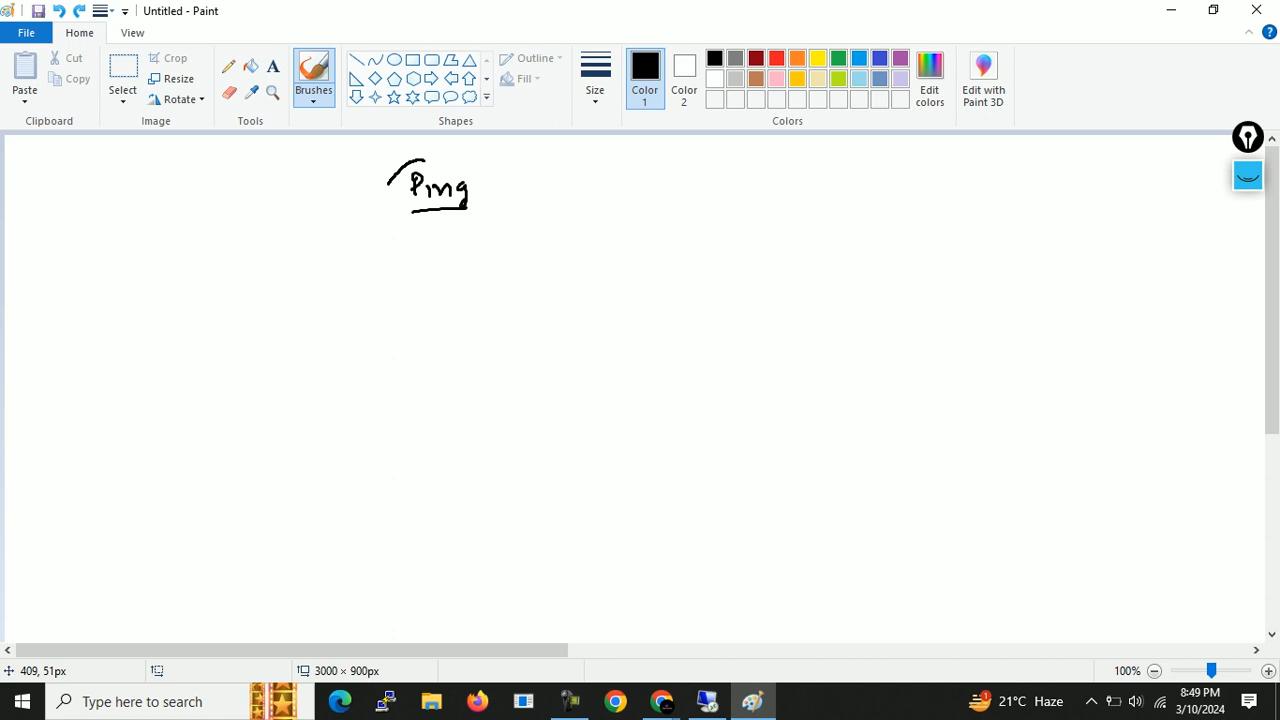 Untitled - Paint
File
Home
View
Paste
Cut
Copy
Clipboard
Select
Crop
Resize
Rotate
Image
Tools
Brushes
Shapes
Outline
Fill
Size
Color
1
Color
2
Colors
Edit
colors
Edit with
Paint 3D
Ping
409, 51px
3000 × 900px
100%
Type here to search
1
21°C Haze
8:49 PM
3/10/2024